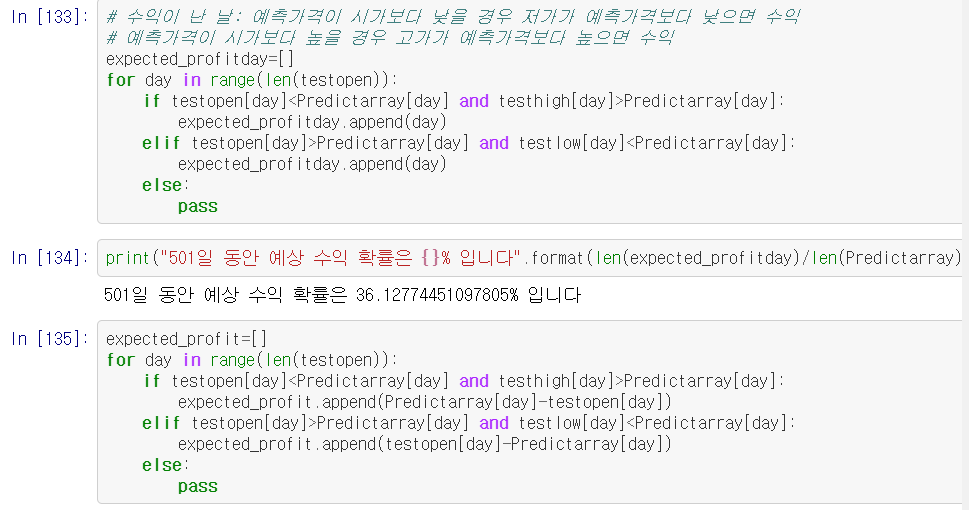 In [133]:
# 수익이 난 날: 예측가격이 시가보다 낮을 경우 저가가 예측가격보다 낮으면 수익
# 예측가격이 시가보다 높을 경우 고가가 예측가격보다 높으면 수익
expected_profitday=[]
for day in range(len(testopen)):
    if testopen[day]<Predictarray[day] and testhigh[day]>Predictarray[day]:
        expected_profitday.append(day)
    elif testopen[day]>Predictarray[day] and testlow[day]<Predictarray[day]:
        expected_profitday.append(day)
    else:
        pass
In [134]:
print("501일 동안 예상 수익 확률은 {}% 입니다".format(len(expected_profitday)/len(Predictarray)
501일 동안 예상 수익 확률은 36.12774451097805% 입니다
In [135]:
expected_profit=[]
for day in range(len(testopen)):
    if testopen[day]<Predictarray[day] and testhigh[day]>Predictarray[day]:
        expected_profit.append(Predictarray[day]-testopen[day])
    elif testopen[day]>Predictarray[day] and testlow[day]<Predictarray[day]:
        expected_profit.append(testopen[day]-Predictarray[day])
    else:
        pass